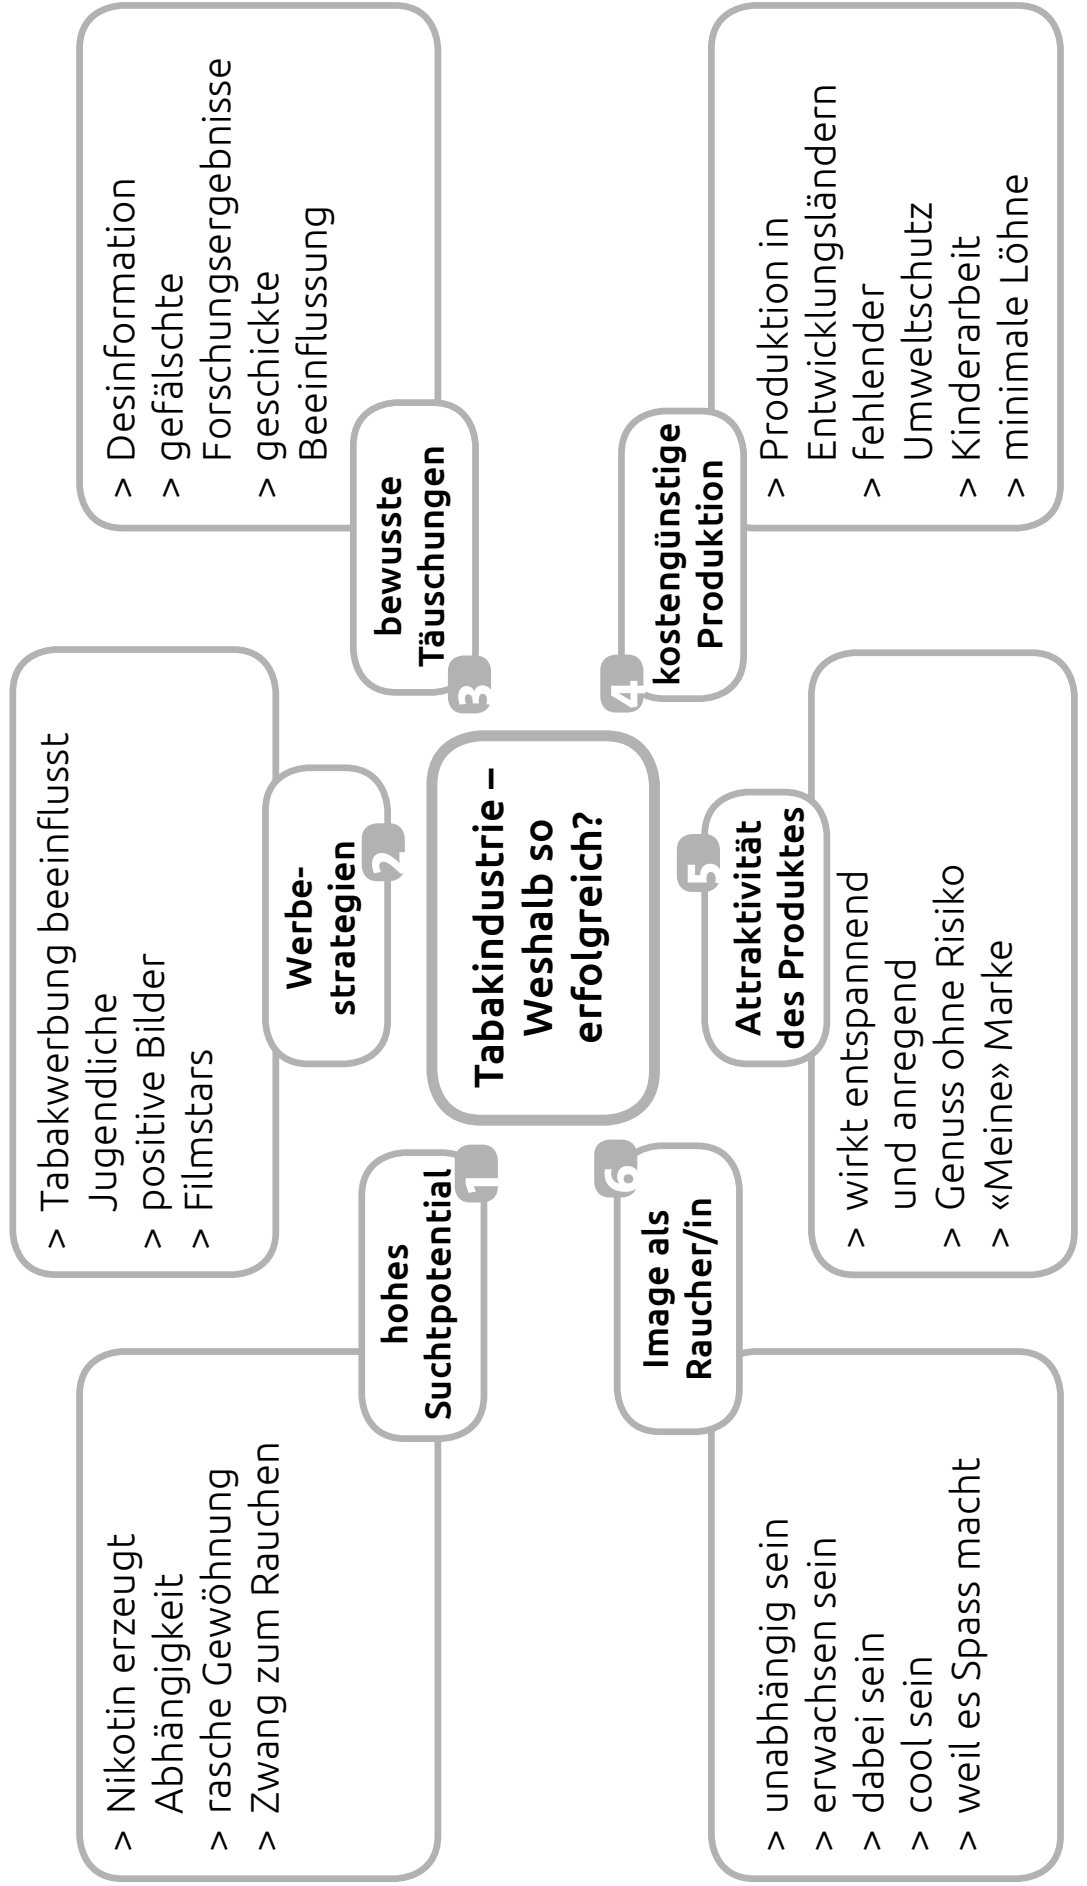 Tabakindustrie –
Weshalb so
erfolgreich?
1
hohes
Suchtpotential
> Nikotin erzeugt
Abhängigkeit
> rasche Gewöhnung
> Zwang zum Rauchen
2
Werbe-
strategien
> Tabakwerbung beeinflusst
Jugendliche
> positive Bilder
> Filmstars
3
bewusste
Täuschungen
> Desinformation
> gefälschte
Forschungsergebnisse
> geschickte
Beeinflussung
4
kostengünstige
Produktion
> Produktion in
Entwicklungsländern
> fehlender
Umweltschutz
> Kinderarbeit
> minimale Löhne
5
Attraktivität
des Produktes
> wirkt entspannend
und anregend
> Genuss ohne Risiko
> «Meine» Marke
6
Image als
Raucher/in
> unabhängig sein
> erwachsen sein
> dabei sein
> cool sein
> weil es Spass macht